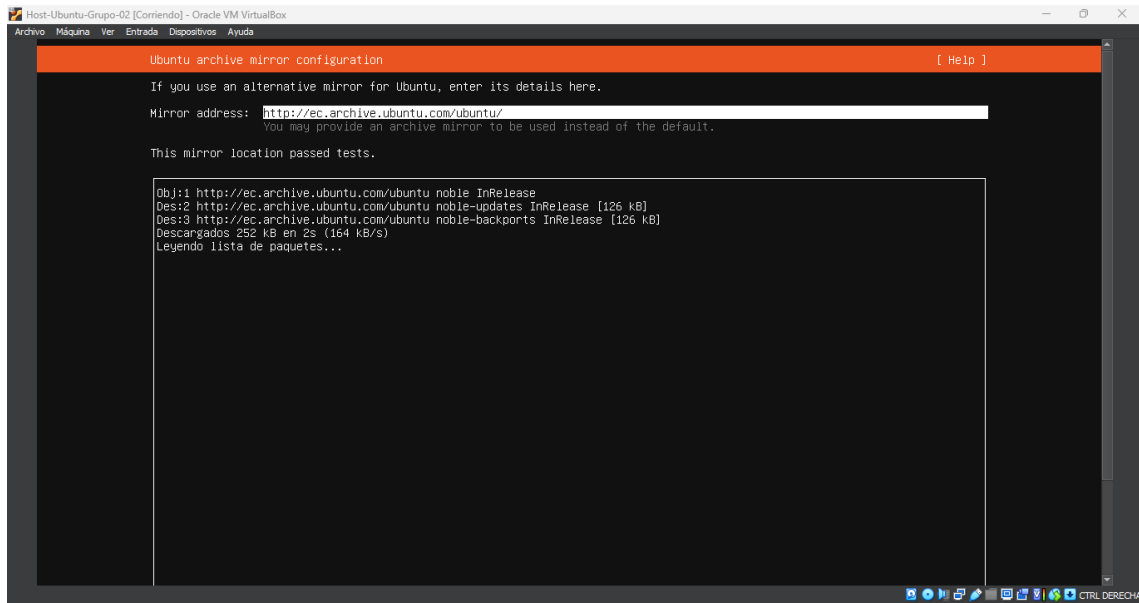 Host-Ubuntu-Grupo-02 [Corriendo] - Oracle VM VirtualBox
Archivo Máquina Ver Entrada Dispositivos Ayuda
Ubuntu archive mirror configuration [ Help ]
If you use an alternative mirror for Ubuntu, enter its details here.
Mirror address: http://ec.archive.ubuntu.com/ubuntu/
You may provide an archive mirror to be used instead of the default.
This mirror location passed tests.
Obj:1 http://ec.archive.ubuntu.com/ubuntu noble InRelease
Des:2 http://ec.archive.ubuntu.com/ubuntu noble-updates InRelease [126 kB]
Des:3 http://ec.archive.ubuntu.com/ubuntu noble-backports InRelease [126 kB]
Descargados 252 kB en 2s (164 kB/s)
Leyendo lista de paquetes...
CTRL DERECHA